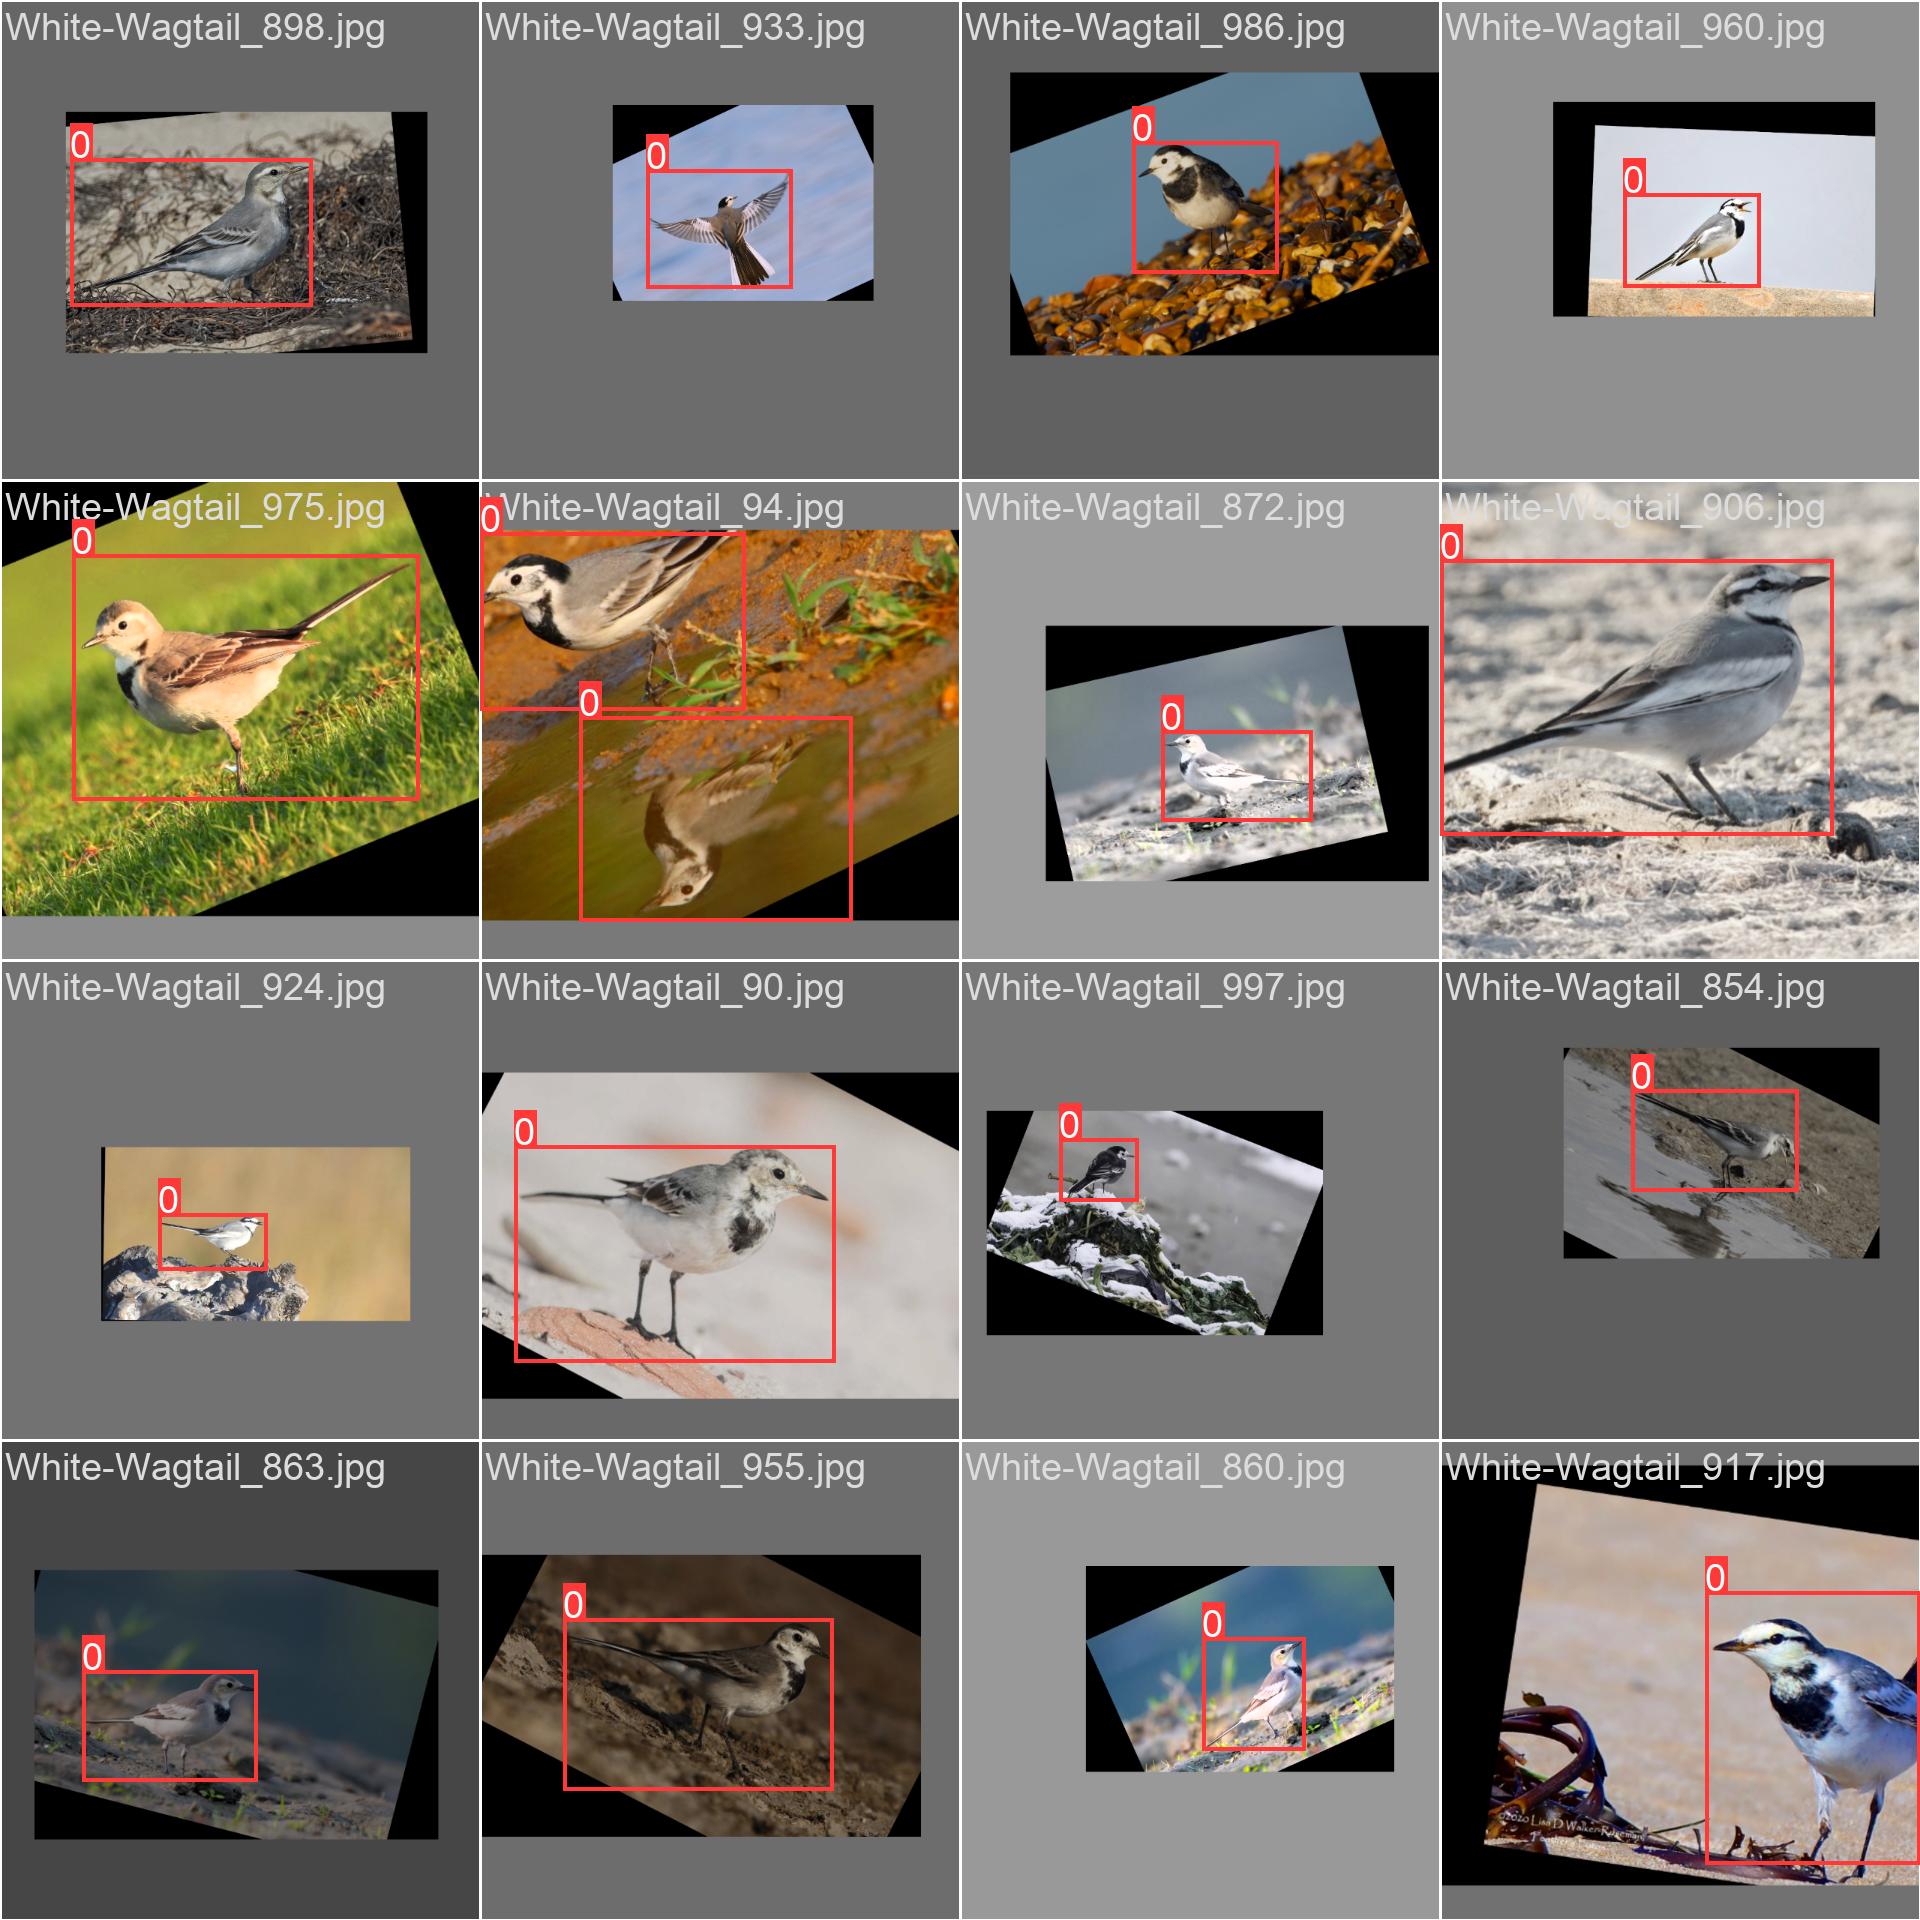 White-Wagtail_898.jpg
White-Wagtail_933.jpg
White-Wagtail_986.jpg
White-Wagtail_960.jpg
0
0
0
0
White-Wagtail_975.jpg
White-Wagtail_94.jpg
White-Wagtail_872.jpg
White-Wagtail_906.jpg
0
0
0
0
0
White-Wagtail_924.jpg
White-Wagtail_90.jpg
White-Wagtail_997.jpg
White-Wagtail_854.jpg
0
0
0
0
White-Wagtail_863.jpg
White-Wagtail_955.jpg
White-Wagtail_860.jpg
White-Wagtail_917.jpg
0
0
0
0
©2020 Lisa D Walker-Roseman